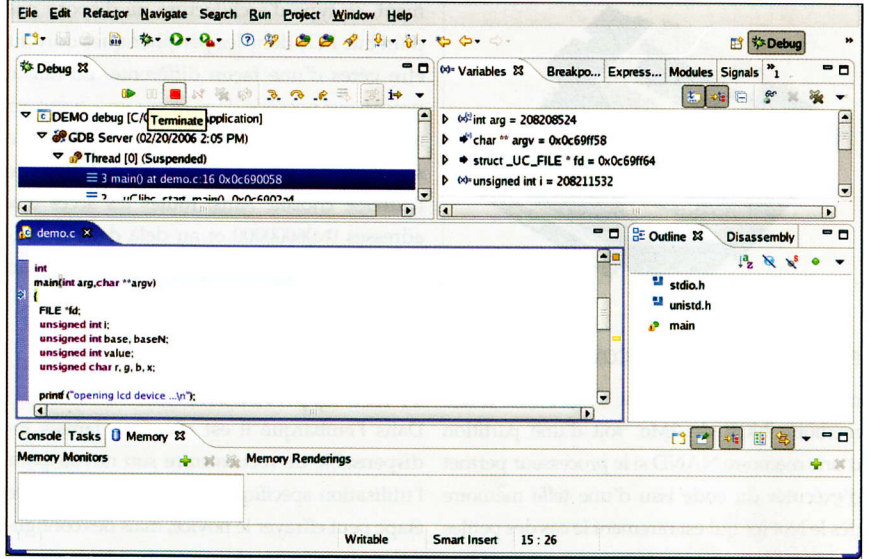 File Edit Refactor Navigate Search Run Project Window Help
Debug
Debug
Variables Breakpo... Express... Modules Signals »1
DEMO debug [C/ Terminate pplication]
GDB Server (02/20/2006 2:05 PM)
Thread [0] (Suspended)
3 main() at demo.c:16 0x0c690058
2 __uClibc_start_main() 0x0c6902a4
int arg = 208208524
char ** argv = 0x0c69ff58
struct _UC_FILE * fd = 0x0c69ff64
unsigned int i = 208211532
demo.c
int
main(int arg,char **argv)
{
FILE *fd;
unsigned int i;
unsigned int base, baseN;
unsigned int value;
unsigned char r, g, b, x;
printf ("opening lcd device ...\n");
Outline Disassembly
stdio.h
unistd.h
main
Console Tasks Memory
Memory Monitors Memory Renderings
Writable Smart Insert 15 : 26